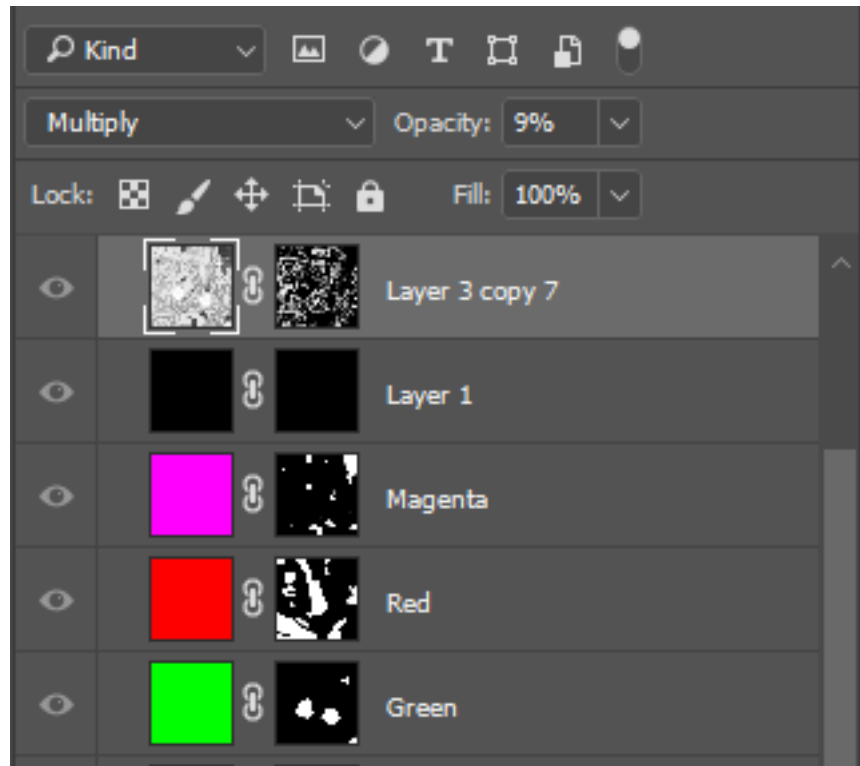 Kind T
Multiply Opacity: 9%
Lock: Fill: 100%
Layer 3 copy 7
Layer 1
Magenta
Red
Green